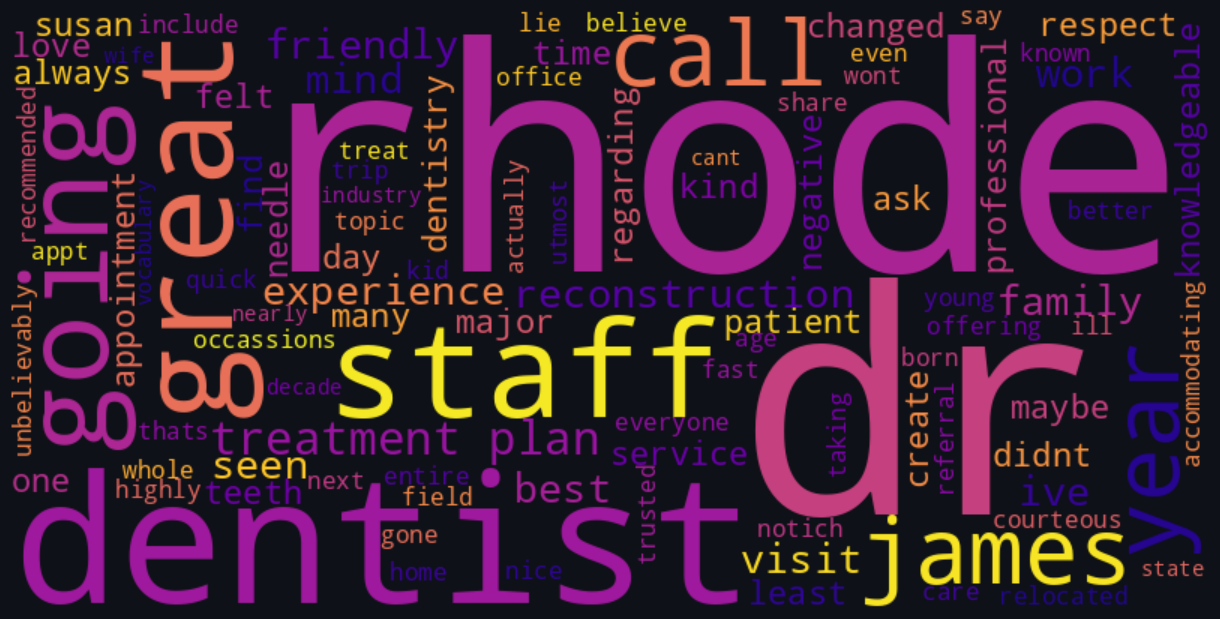 susan
include
lie
believe
changed
say
respect
love
wife
friendly
time
call
even
known
always
mind
office
wont
work
felt
share
recommended
going
great
rhode
treat
trip
industry
topic
dentistry
actually
utmost
regarding
cant
kind
negative
ask
professional
better
knowledgeable
appt
appointment
vocabulary
find
needle
day
kid
quick
experience
reconstruction
young
family
nearly
many
major
patient
offering
ill
unbelievably
occassions
staff
age
dr
born
accommodating
decade
fast
thats
treatment plan
everyone
taking
create
referral
maybe
year
whole
seen
service
didnt
one
highly
teeth
next
entire
field
best
trusted
ive
dentist
gone
notich
courteous
home
nice
visit
james
state
least
care
relocated